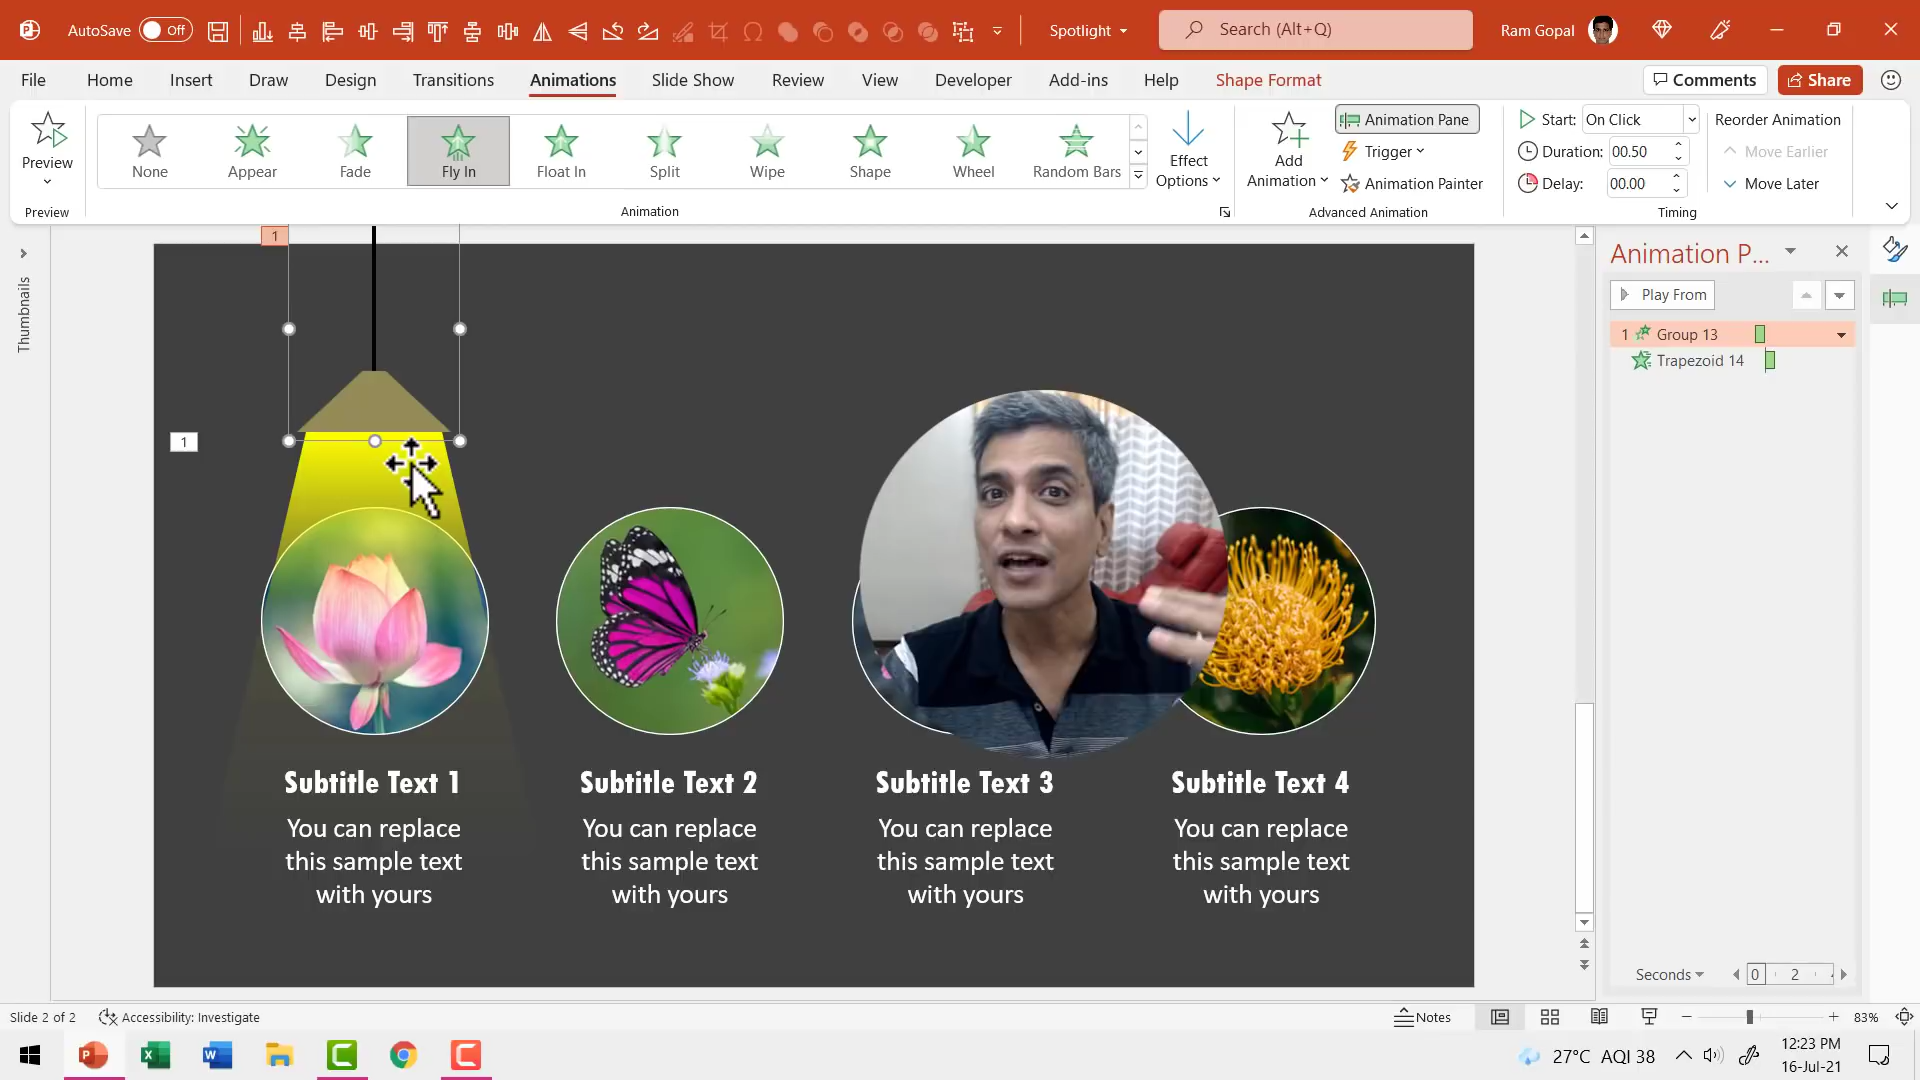 AutoSave Off
Spotlight
Search (Alt+Q)
Ram Gopal
File Home Insert Draw Design Transitions Animations Slide Show Review View Developer Add-ins Help Shape Format
Comments Share
Preview
Preview
None Appear Fade Fly In Float In Split Wipe Shape Wheel Random Bars
Animation
Effect
Options
Add
Animation
Animation Pane
Trigger
Animation Painter
Advanced Animation
Start: On Click
Duration: 00.50
Delay: 00.00
Timing
Reorder Animation
Move Earlier
Move Later
Thumbnails
1
1
Subtitle Text 1
You can replace
this sample text
with yours
Subtitle Text 2
You can replace
this sample text
with yours
Subtitle Text 3
You can replace
this sample text
with yours
Subtitle Text 4
You can replace
this sample text
with yours
Animation P...
Play From
1 Group 13
Trapezoid 14
Seconds 0 2
Slide 2 of 2
Accessibility: Investigate
Notes
83%
27°C AQI 38
12:23 PM
16-Jul-21